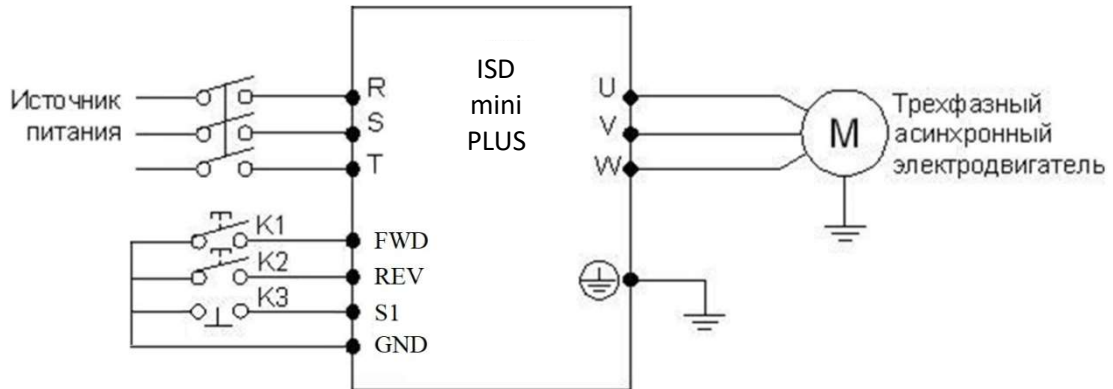 ISD
mini
PLUS
Источник
питания
R
S
T
U
V
W
M
Трехфазный
асинхронный
электродвигатель
K1
FWD
K2
REV
K3
S1
GND